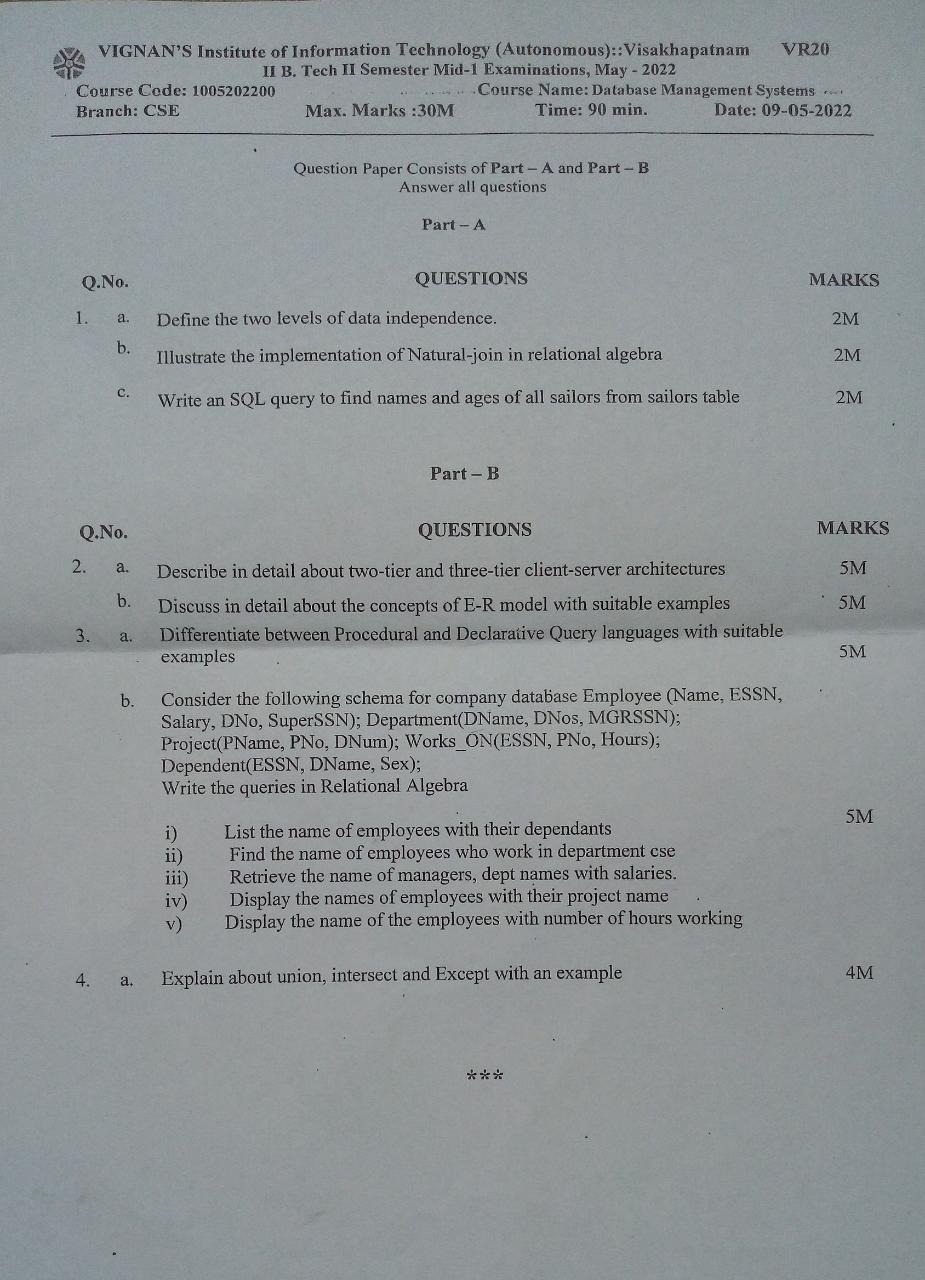 VIGNAN'S Institute of Information Technology (Autonomous)::Visakhapatnam VR20
II B. Tech II Semester Mid-1 Examinations, May - 2022
Course Code: 1005202200 Course Name: Database Management Systems
Branch: CSE Max. Marks :30M Time: 90 min. Date: 09-05-2022
Question Paper Consists of Part – A and Part – B
Answer all questions
Part – A
Q.No. QUESTIONS MARKS
1. a. Define the two levels of data independence. 2M
b. Illustrate the implementation of Natural-join in relational algebra 2M
c. Write an SQL query to find names and ages of all sailors from sailors table 2M
Part – B
Q.No. QUESTIONS MARKS
2. a. Describe in detail about two-tier and three-tier client-server architectures 5M
b. Discuss in detail about the concepts of E-R model with suitable examples 5M
3. a. Differentiate between Procedural and Declarative Query languages with suitable
examples 5M
b. Consider the following schema for company database Employee (Name, ESSN,
Salary, DNo, SuperSSN); Department(DName, DNos, MGRSSN);
Project(PName, PNo, DNum); Works_ON(ESSN, PNo, Hours);
Dependent(ESSN, DName, Sex);
Write the queries in Relational Algebra
5M
i) List the name of employees with their dependants
ii) Find the name of employees who work in department cse
iii) Retrieve the name of managers, dept names with salaries.
iv) Display the names of employees with their project name
v) Display the name of the employees with number of hours working
4. a. Explain about union, intersect and Except with an example 4M
***